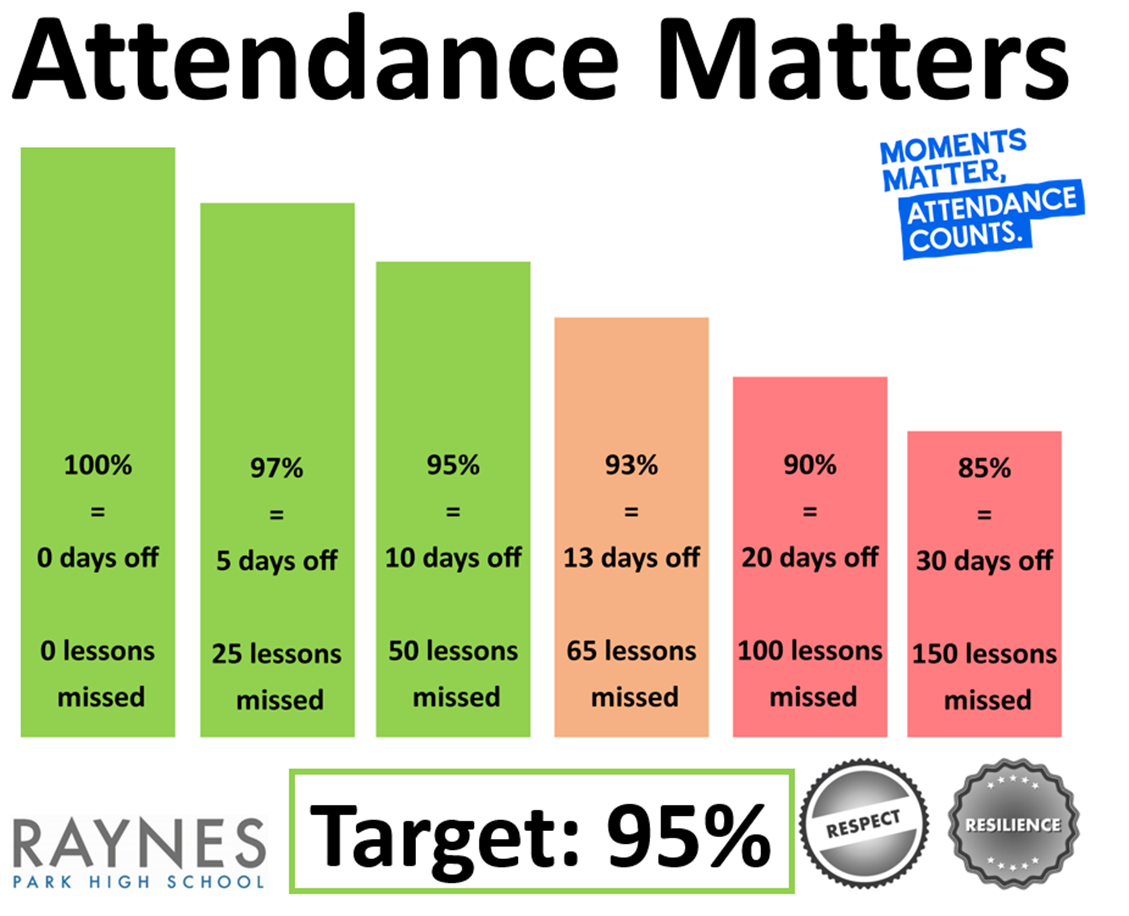 Attendance Matters
MOMENTS
MATTER,
ATTENDANCE
COUNTS.
100%
=
0 days off
0 lessons
missed
97%
=
5 days off
25 lessons
missed
95%
=
10 days off
50 lessons
missed
93%
=
13 days off
65 lessons
missed
90%
=
20 days off
100 lessons
missed
85%
=
30 days off
150 lessons
missed
RAYNES
PARK HIGH SCHOOL
Target: 95%
RESPECT
RESILIENCE